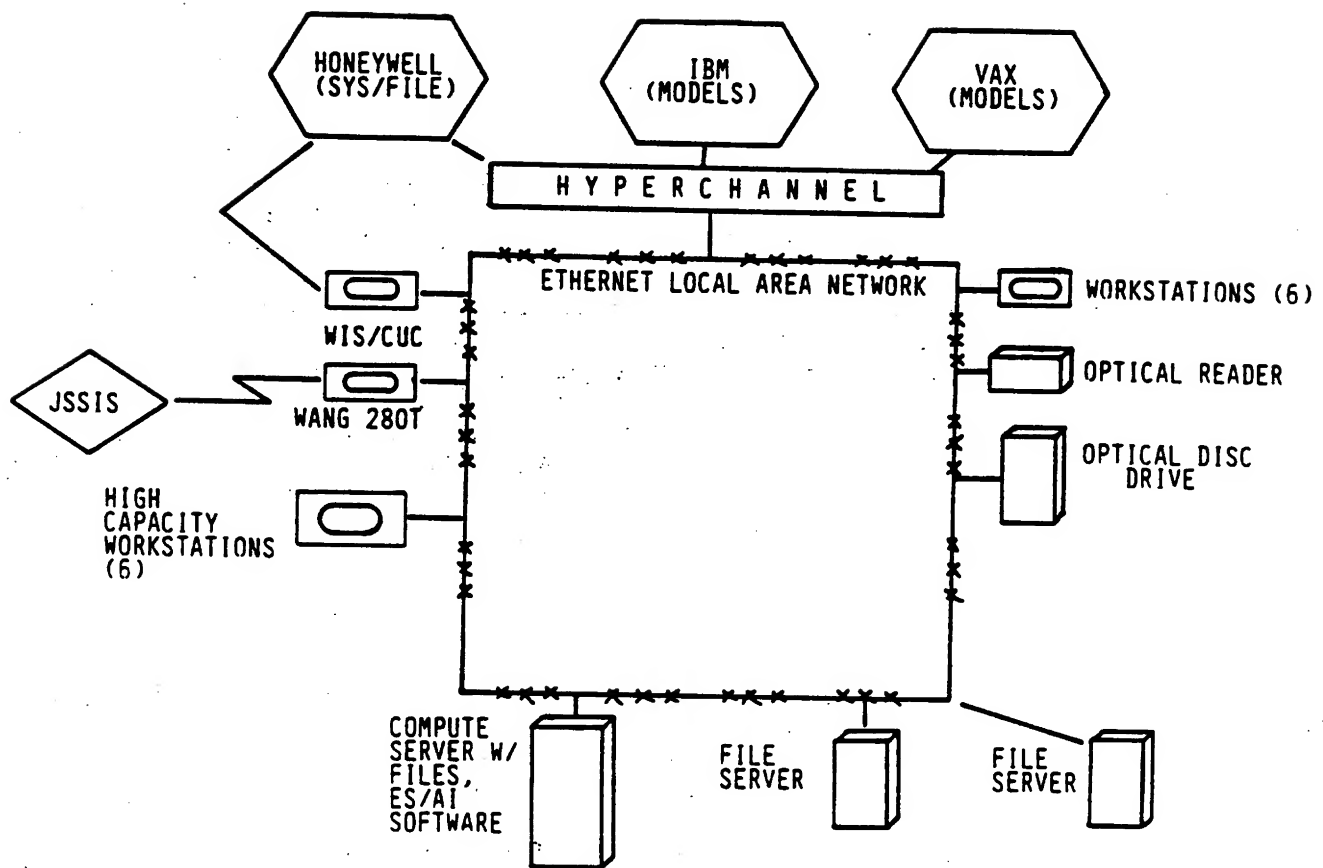 HONEYWELL
(SYS/FILE)
IBM
(MODELS)
VAX
(MODELS)
HYPERCHANNEL
ETHERNET LOCAL AREA NETWORK
WIS/CUC
WORKSTATIONS (6)
JSSIS
WANG 280T
OPTICAL READER
OPTICAL DISC
DRIVE
HIGH
CAPACITY
WORKSTATIONS
(6)
COMPUTE
SERVER W/
FILES,
ES/AI
SOFTWARE
FILE
SERVER
FILE
SERVER